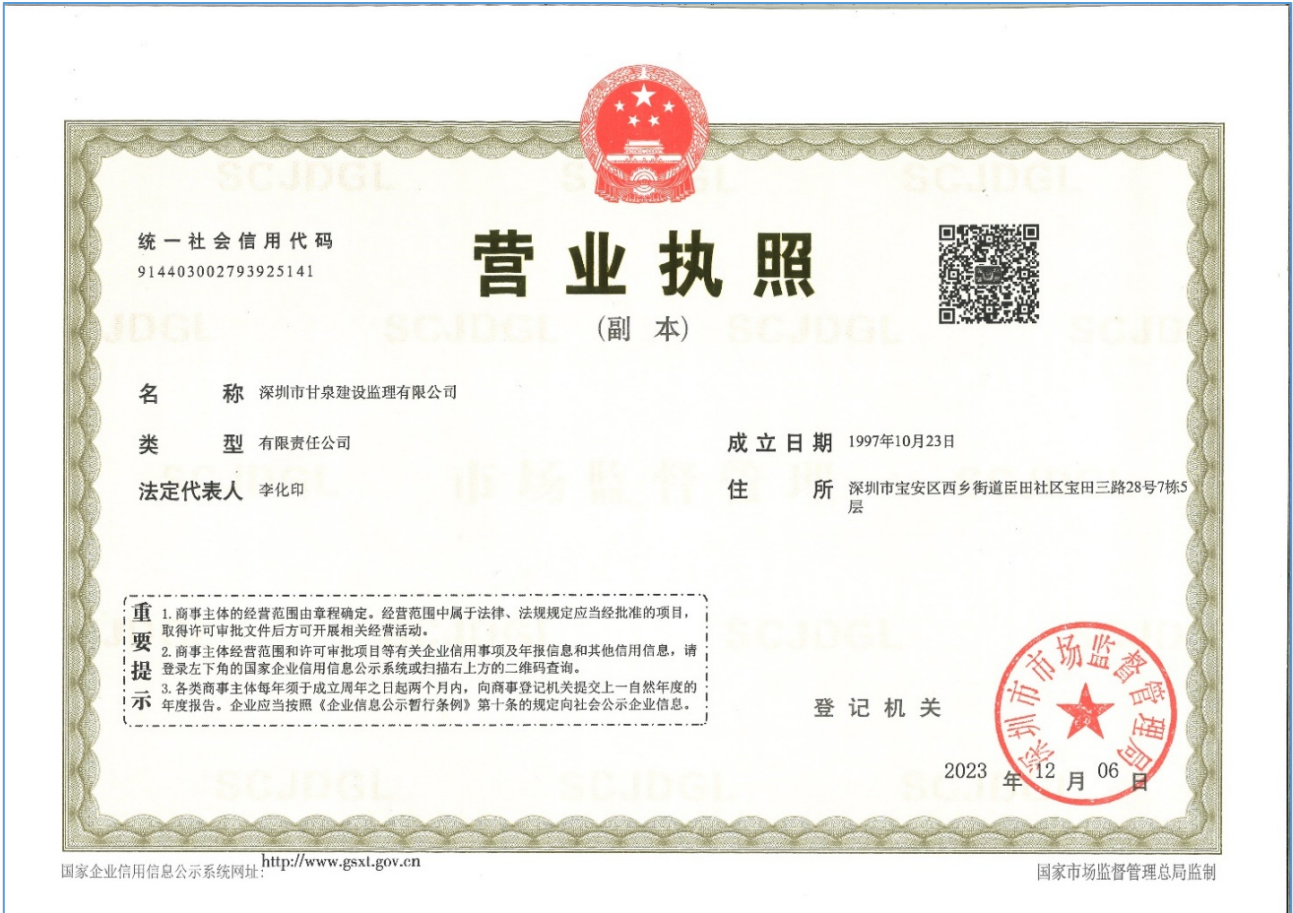 统一社会信用代码
914403002793925141
营业执照
(副 本)
名 称 深圳市甘泉建设监理有限公司
类 型 有限责任公司
法定代表人 李化印
成立日期 1997年10月23日
住 所 深圳市宝安区西乡街道臣田社区宝田三路28号7栋5
层
重要提示
1.商事主体的经营范围由章程确定。经营范围中属于法律、法规规定应当经批准的项目,
取得许可审批文件后方可开展相关经营活动。
2.商事主体经营范围和许可审批项目等有关企业信用事项及年报信息和其他信用信息,请
登录左下角的国家企业信用信息公示系统或扫描右上方的二维码查询。
3.各类商事主体每年须于成立周年之日起两个月内,向商事登记机关提交上一自然年度的
年度报告。企业应当按照《企业信息公示暂行条例》第十条的规定向社会公示企业信息。
登记机关
深圳市市场监督管理局
2023 年 12 月 06 日
国家企业信用信息公示系统网址:http://www.gsxt.gov.cn
国家市场监督管理总局监制
SCJDGL
市场监督管理